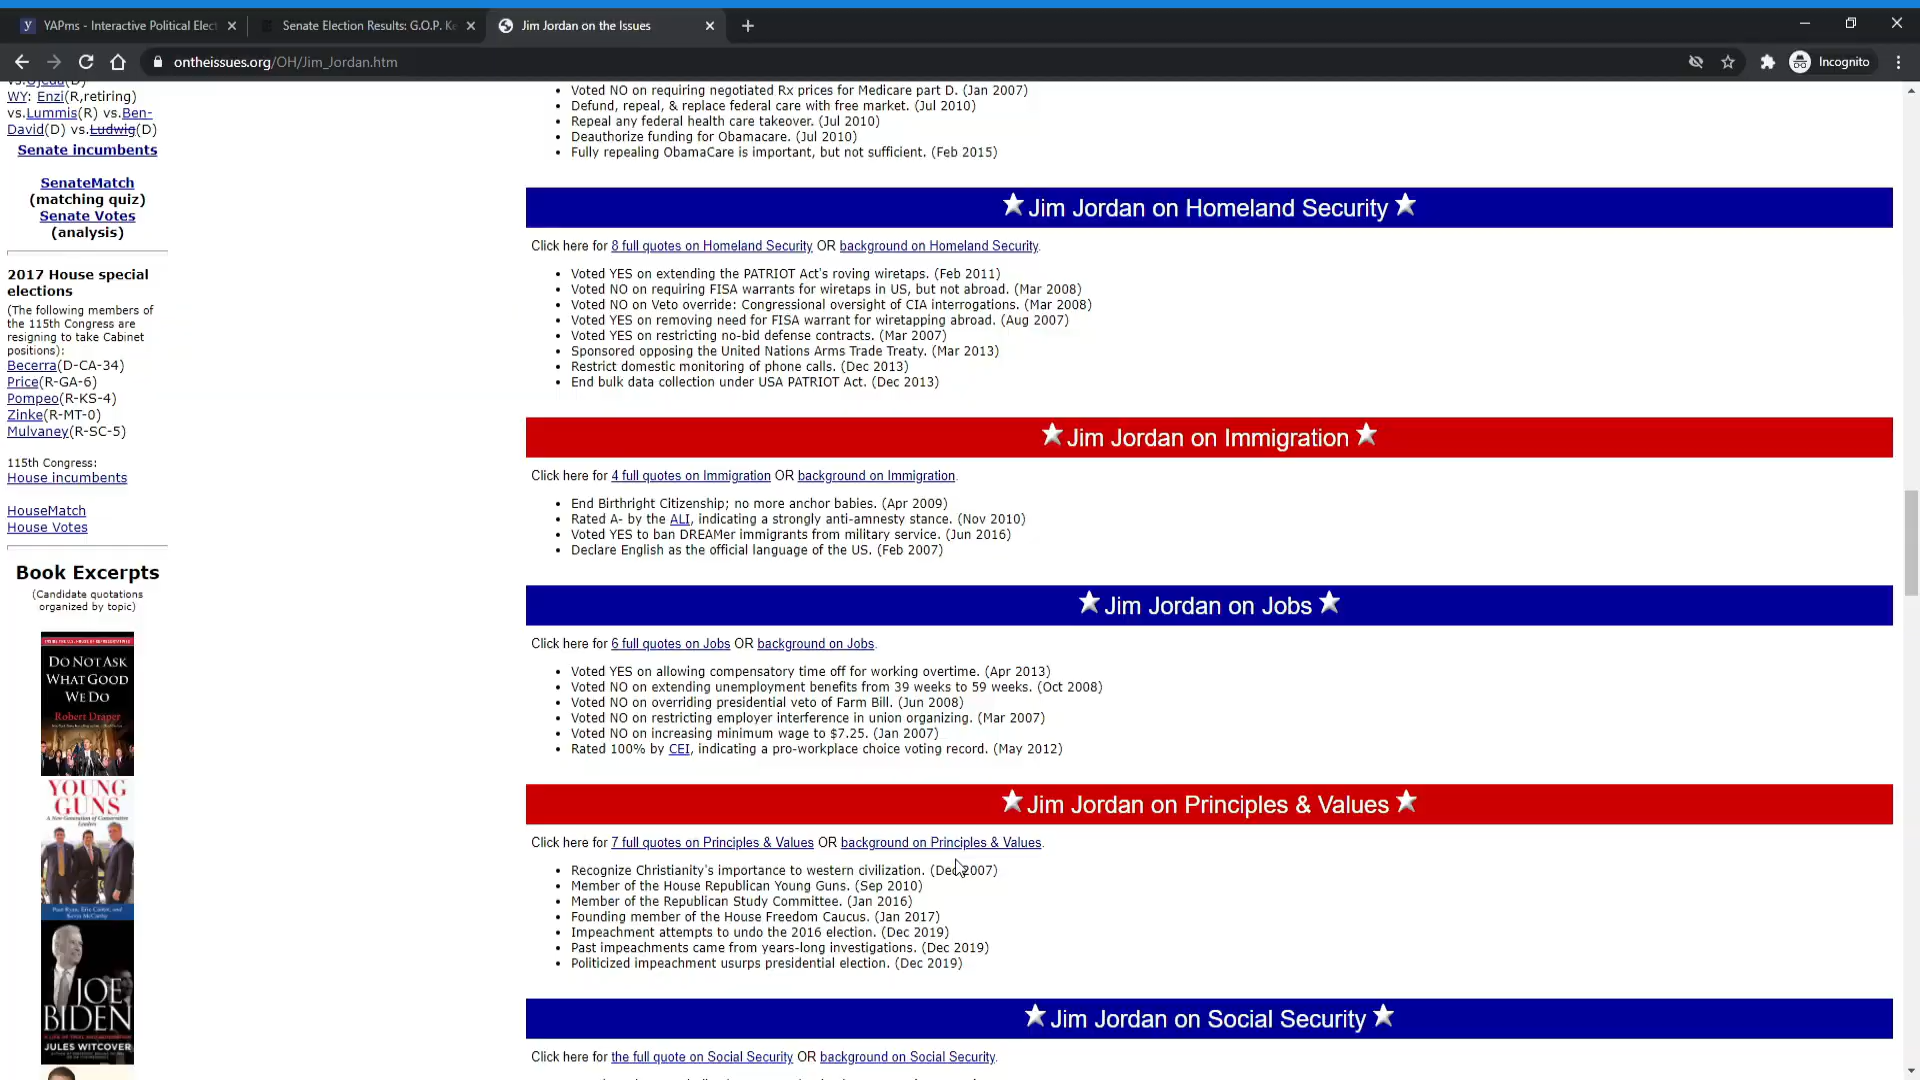 YAPms - Interactive Political Elec
Senate Election Results: G.O.P. Ke
Jim Jordan on the Issues
ontheissues.org/OH/Jim_Jordan.htm
Incognito
vs.Ojeda(D)
WY: Enzi(R,retiring)
vs.Lummis(R) vs.Ben-
David(D) vs.Ludwig(D)
Senate incumbents
SenateMatch
(matching quiz)
Senate Votes
(analysis)
2017 House special
elections
(The following members of
the 115th Congress are
resigning to take Cabinet
positions):
Becerra(D-CA-34)
Price(R-GA-6)
Pompeo(R-KS-4)
Zinke(R-MT-0)
Mulvaney(R-SC-5)
115th Congress:
House incumbents
HouseMatch
House Votes
Book Excerpts
(Candidate quotations
organized by topic)
DO NOT ASK
WHAT GOOD
WE DO
Robert Draper
YOUNG
GUNS
JOE
BIDEN
JULES WITCOVER
Voted NO on requiring negotiated Rx prices for Medicare part D. (Jan 2007)
Defund, repeal, & replace federal care with free market. (Jul 2010)
Repeal any federal health care takeover. (Jul 2010)
Deauthorize funding for Obamacare. (Jul 2010)
Fully repealing ObamaCare is important, but not sufficient. (Feb 2015)
Jim Jordan on Homeland Security
Click here for 8 full quotes on Homeland Security OR background on Homeland Security.
Voted YES on extending the PATRIOT Act's roving wiretaps. (Feb 2011)
Voted NO on requiring FISA warrants for wiretaps in US, but not abroad. (Mar 2008)
Voted NO on Veto override: Congressional oversight of CIA interrogations. (Mar 2008)
Voted YES on removing need for FISA warrant for wiretapping abroad. (Aug 2007)
Voted YES on restricting no-bid defense contracts. (Mar 2007)
Sponsored opposing the United Nations Arms Trade Treaty. (Mar 2013)
Restrict domestic monitoring of phone calls. (Dec 2013)
End bulk data collection under USA PATRIOT Act. (Dec 2013)
Jim Jordan on Immigration
Click here for 4 full quotes on Immigration OR background on Immigration.
End Birthright Citizenship; no more anchor babies. (Apr 2009)
Rated A- by the ALI, indicating a strongly anti-amnesty stance. (Nov 2010)
Voted YES to ban DREAMer immigrants from military service. (Jun 2016)
Declare English as the official language of the US. (Feb 2007)
Jim Jordan on Jobs
Click here for 6 full quotes on Jobs OR background on Jobs.
Voted YES on allowing compensatory time off for working overtime. (Apr 2013)
Voted NO on extending unemployment benefits from 39 weeks to 59 weeks. (Oct 2008)
Voted NO on overriding presidential veto of Farm Bill. (Jun 2008)
Voted NO on restricting employer interference in union organizing. (Mar 2007)
Voted NO on increasing minimum wage to $7.25. (Jan 2007)
Rated 100% by CEI, indicating a pro-workplace choice voting record. (May 2012)
Jim Jordan on Principles & Values
Click here for 7 full quotes on Principles & Values OR background on Principles & Values.
Recognize Christianity's importance to western civilization. (Dec 2007)
Member of the House Republican Young Guns. (Sep 2010)
Member of the Republican Study Committee. (Jan 2016)
Founding member of the House Freedom Caucus. (Jan 2017)
Impeachment attempts to undo the 2016 election. (Dec 2019)
Past impeachments came from years-long investigations. (Dec 2019)
Politicized impeachment usurps presidential election. (Dec 2019)
Jim Jordan on Social Security
Click here for the full quote on Social Security OR background on Social Security.